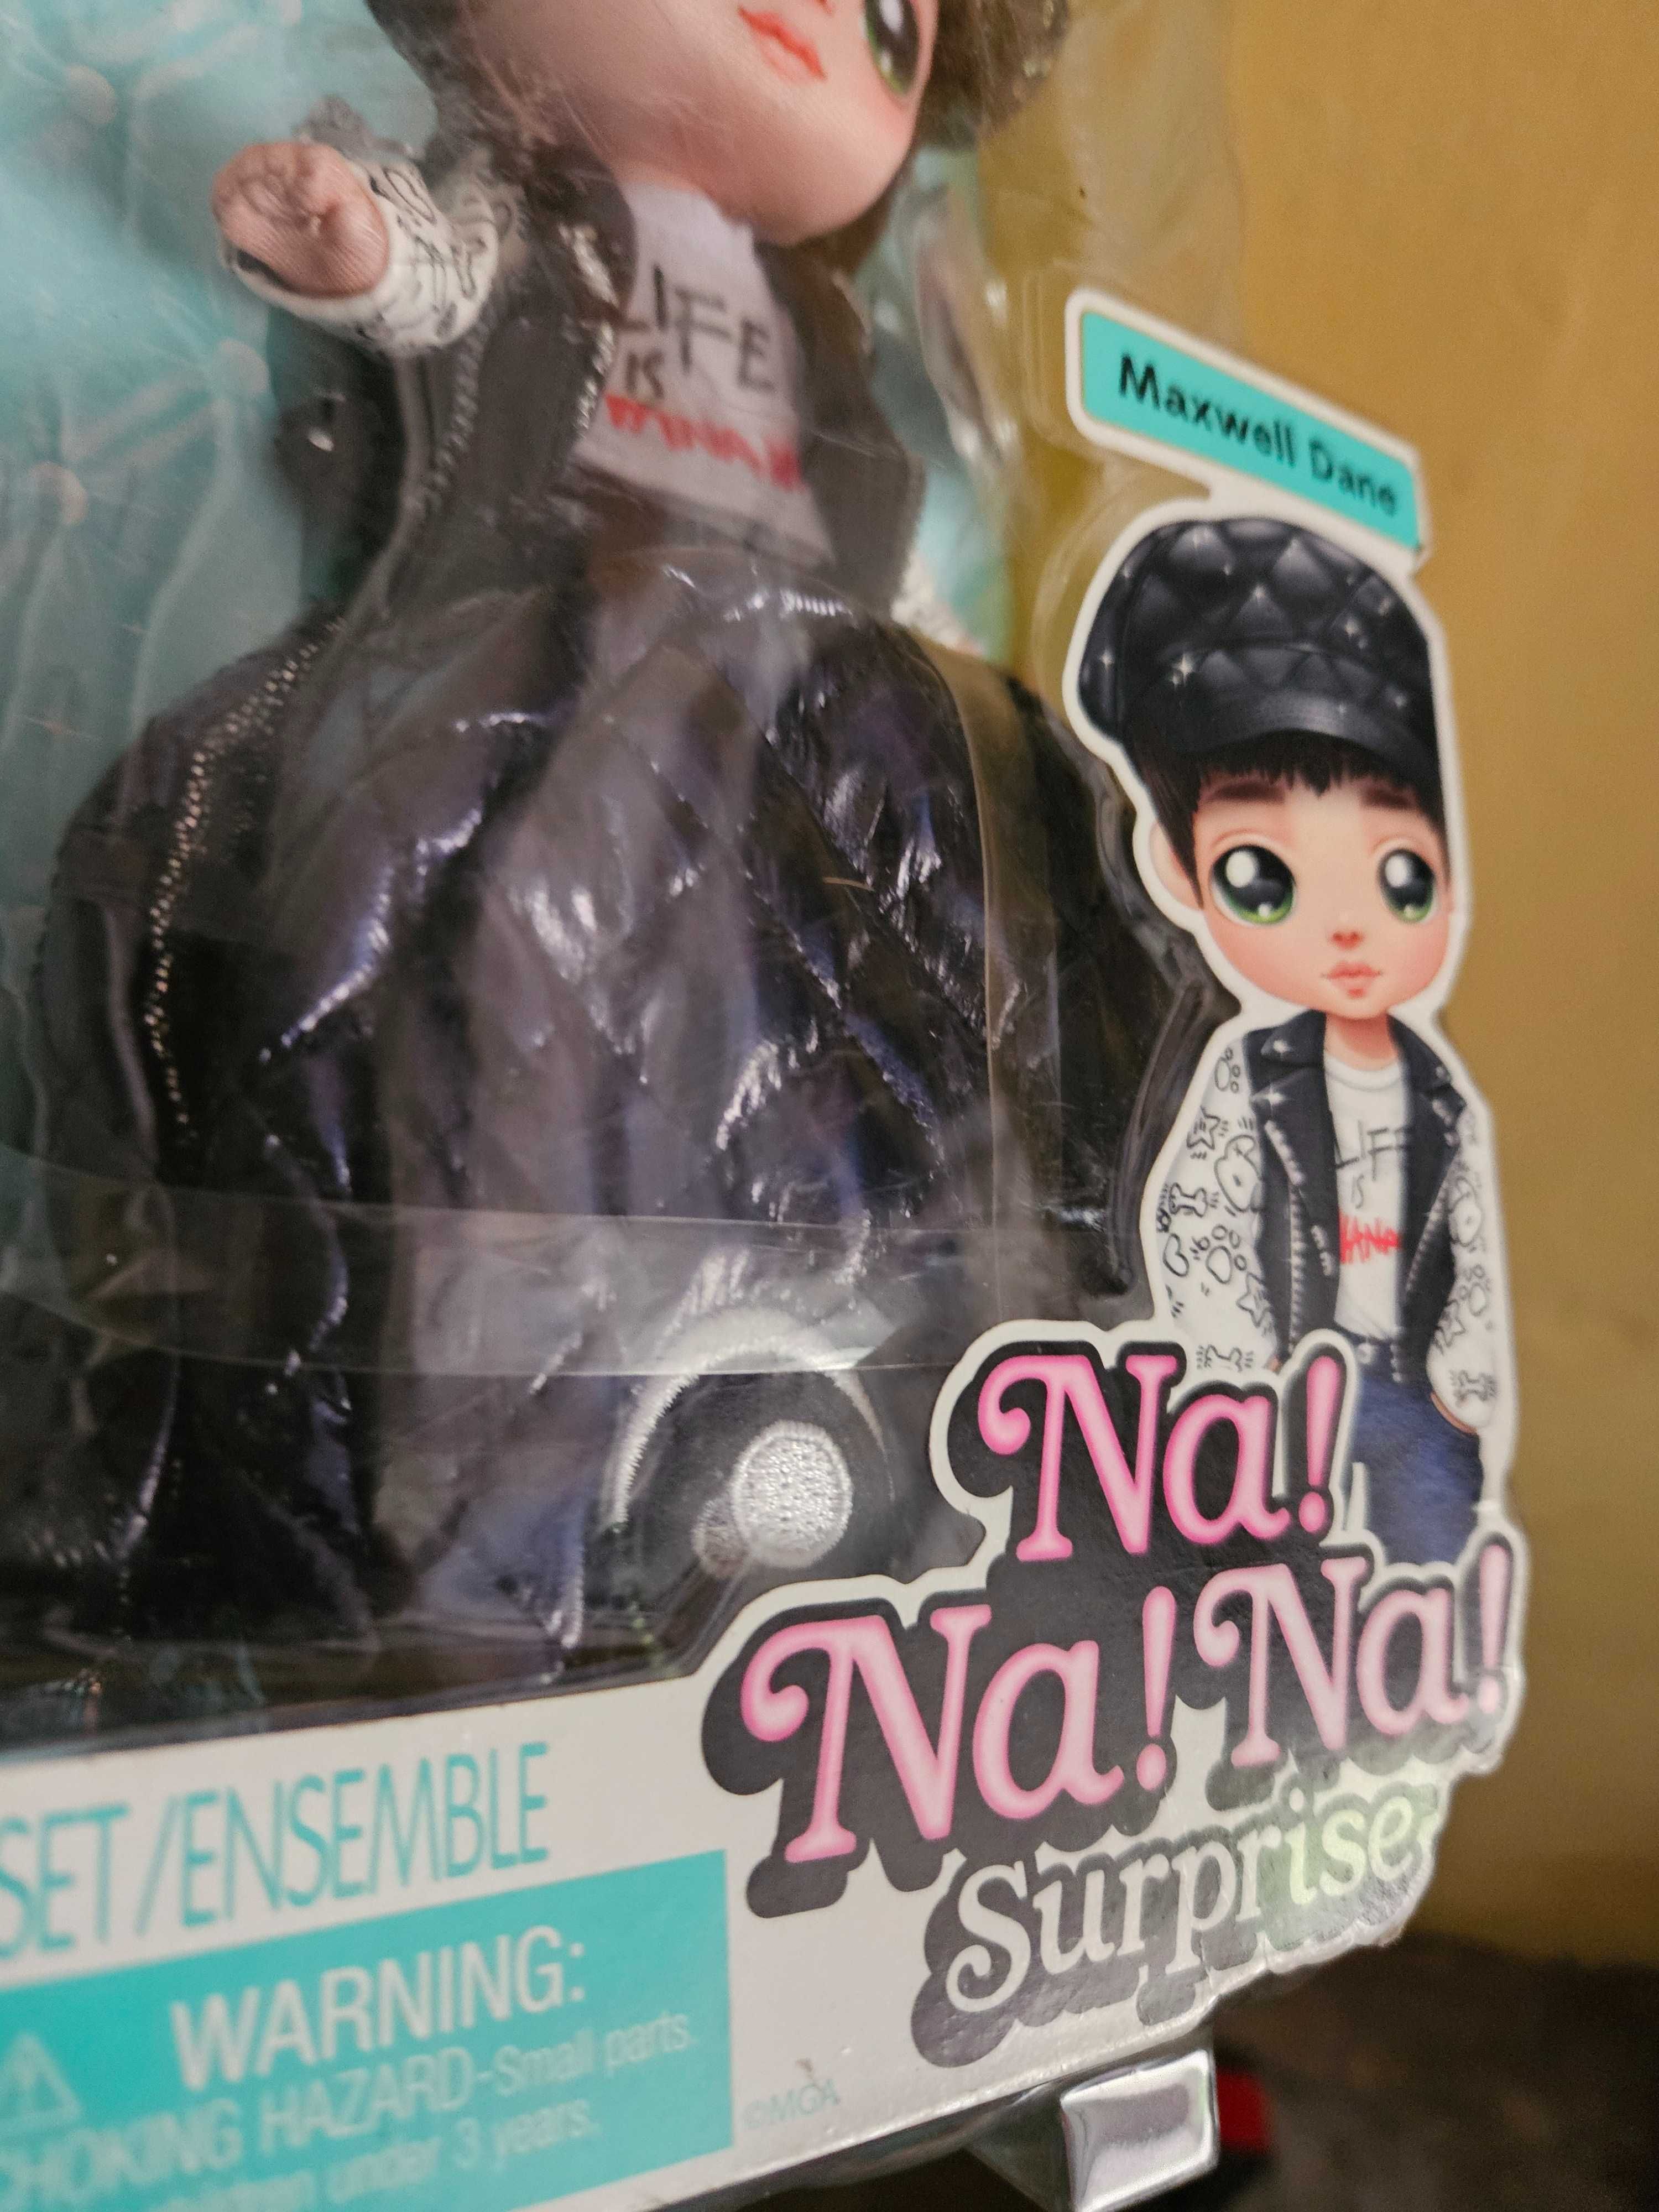 LIFE
IS
Maxwell Dane
LIFE
IS
Na!
Na! Na!
Surprise
SET/ENSEMBLE
WARNING:
CHOKING HAZARD-Small parts.
under 3 years.
©MGA